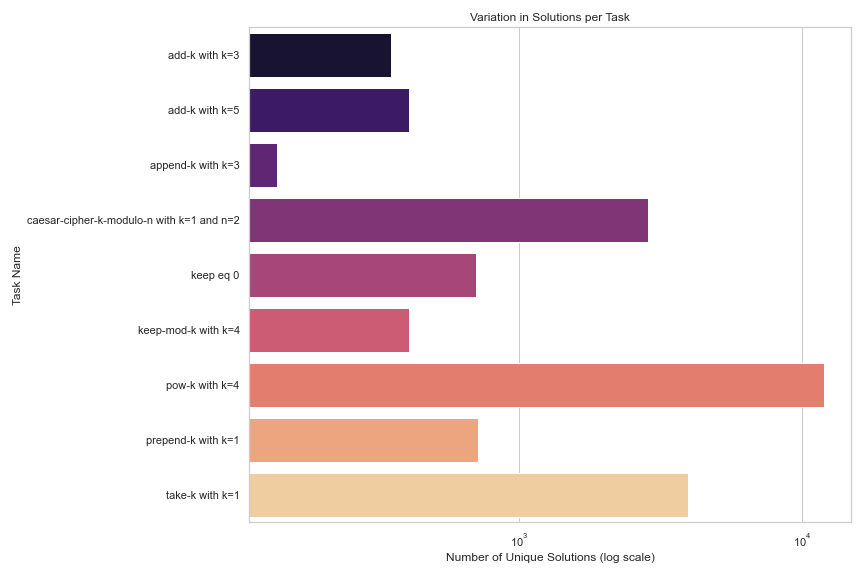 Variation in Solutions per Task
add-k with k=3
add-k with k=5
append-k with k=3
caesar-cipher-k-modulo-n with k=1 and n=2
keep eq 0
keep-mod-k with k=4
pow-k with k=4
prepend-k with k=1
take-k with k=1
Task Name
10³
10⁴
Number of Unique Solutions (log scale)